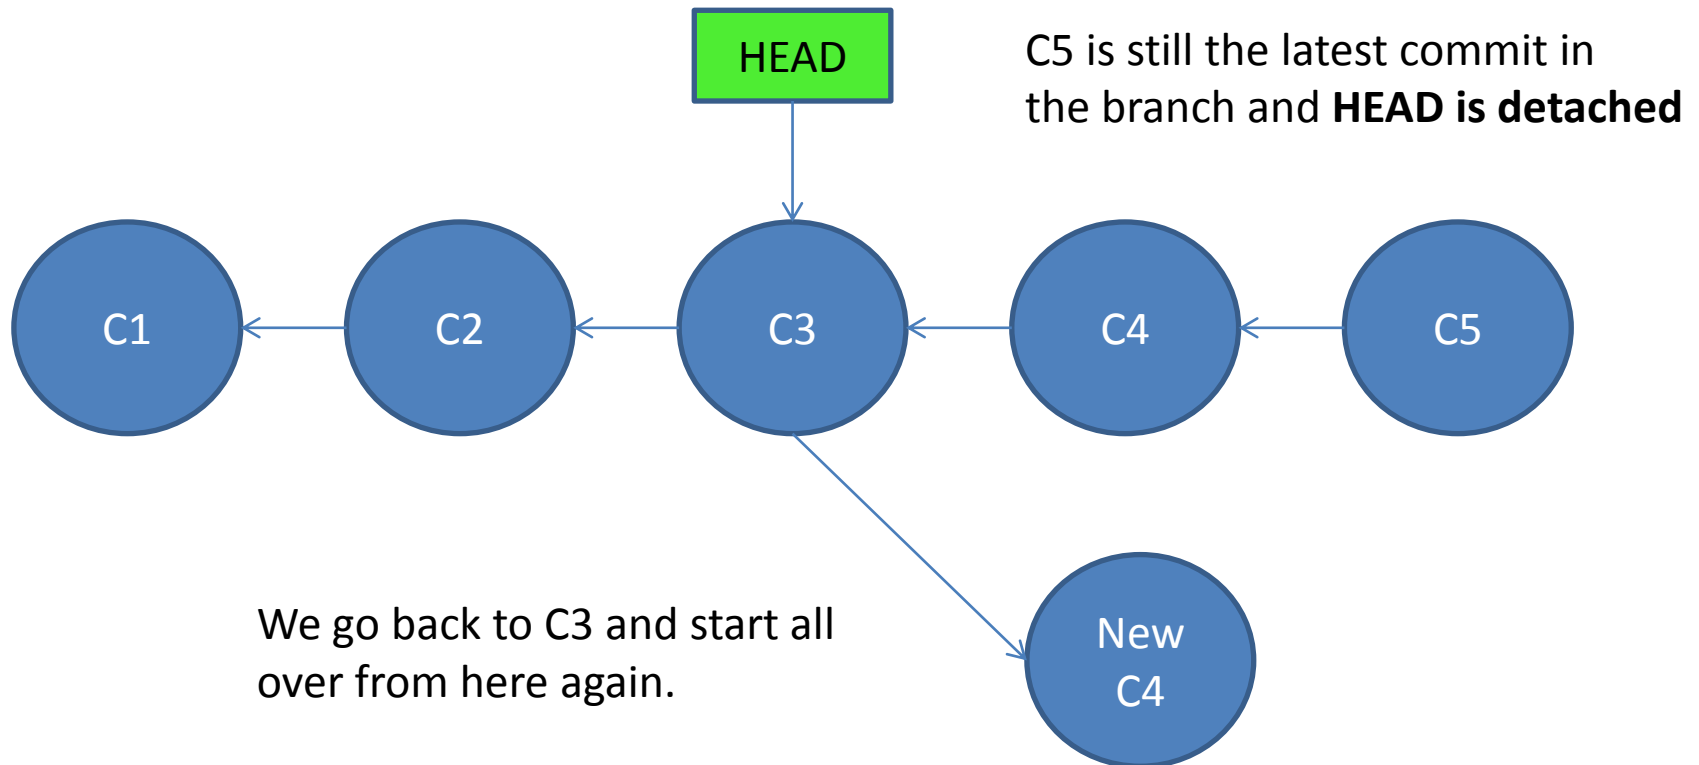 HEAD
C5 is still the latest commit in
the branch and HEAD is detached
C1
C2
C3
C4
C5
We go back to C3 and start all
over from here again.
New
C4